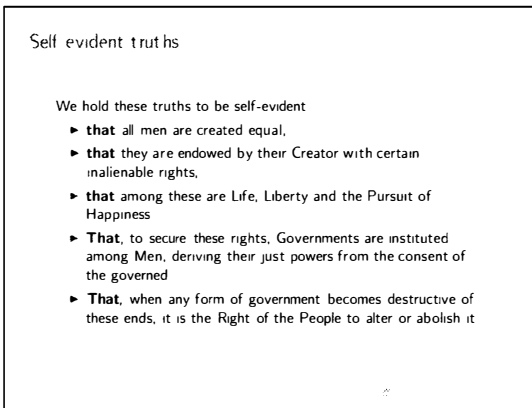 Self evident truths
We hold these truths to be self-evident
▶ that all men are created equal,
▶ that they are endowed by their Creator with certain
inalienable rights,
▶ that among these are Life, Liberty and the Pursuit of
Happiness
▶ That, to secure these rights, Governments are instituted
among Men, deriving their just powers from the consent of
the governed
▶ That, when any form of government becomes destructive of
these ends, it is the Right of the People to alter or abolish it